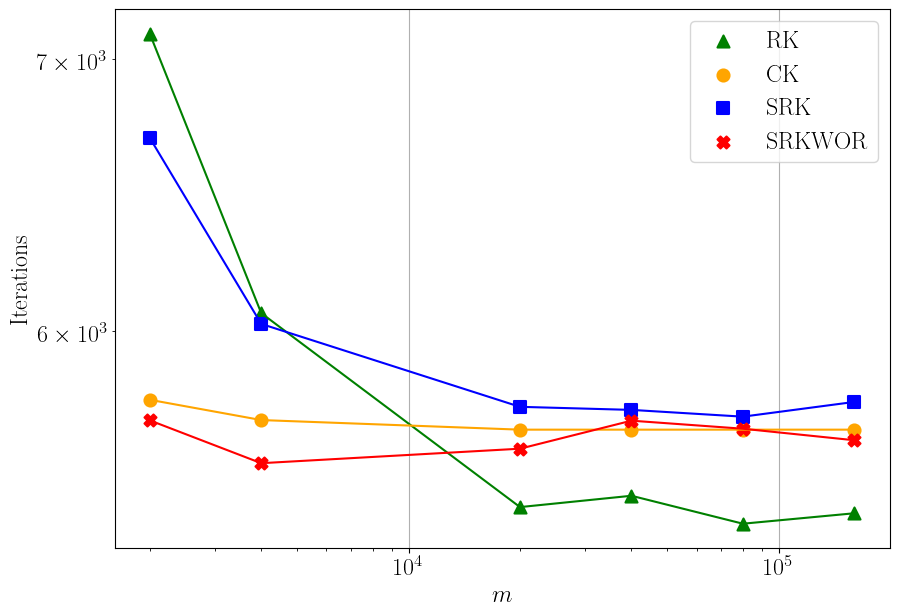 RK
CK
SRK
SRKWOR
7 × 10³
6 × 10³
Iterations
10⁴
10⁵
m